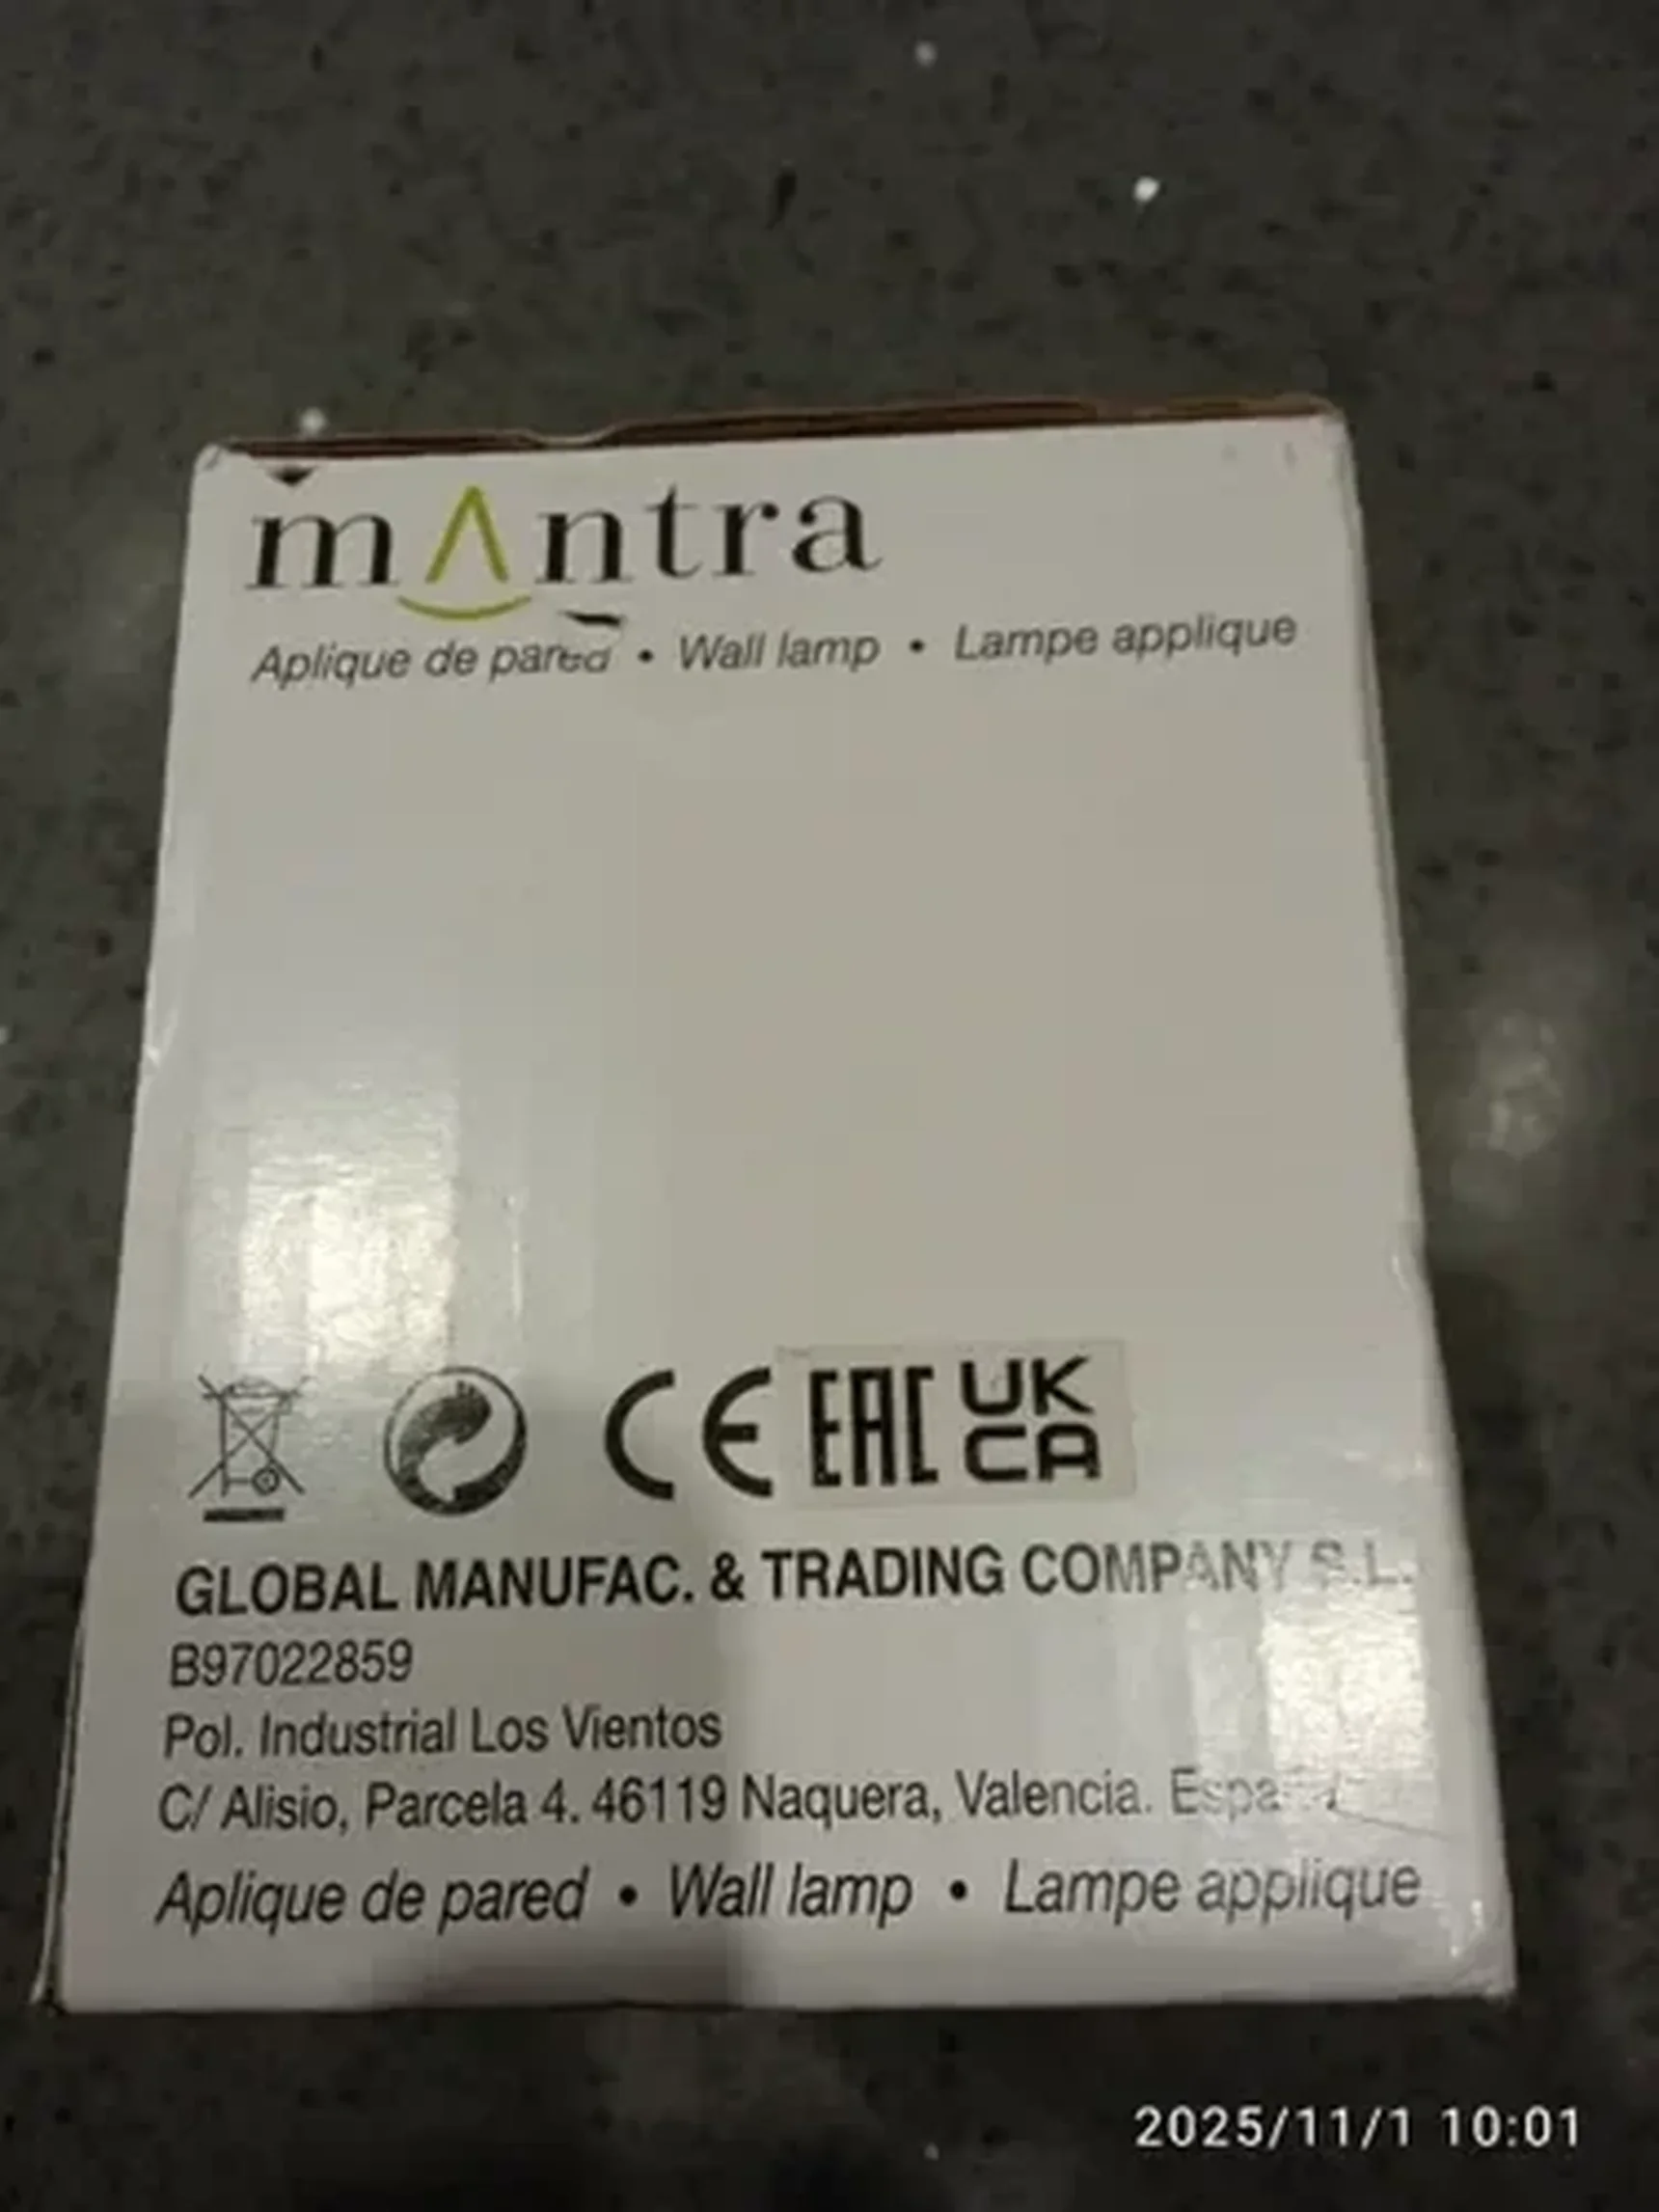 mantra
Aplique de pared • Wall lamp • Lampe applique
CE EAC UK CA
GLOBAL MANUFAC. & TRADING COMPANY S.L.
B97022859
Pol. Industrial Los Vientos
C/ Alisio, Parcela 4. 46119 Naquera, Valencia. España
Aplique de pared • Wall lamp • Lampe applique
2025/11/1 10:01